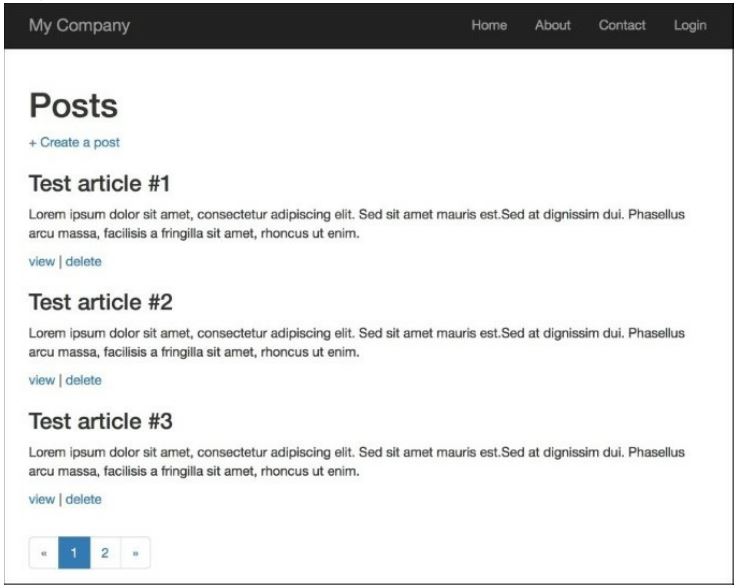 My Company Home About Contact Login
Posts
+ Create a post
Test article #1
Lorem ipsum dolor sit amet, consectetur adipiscing elit. Sed sit amet mauris est.Sed at dignissim dui. Phasellus
arcu massa, facilisis a fringilla sit amet, rhoncus ut enim.
view | delete
Test article #2
Lorem ipsum dolor sit amet, consectetur adipiscing elit. Sed sit amet mauris est.Sed at dignissim dui. Phasellus
arcu massa, facilisis a fringilla sit amet, rhoncus ut enim.
view | delete
Test article #3
Lorem ipsum dolor sit amet, consectetur adipiscing elit. Sed sit amet mauris est.Sed at dignissim dui. Phasellus
arcu massa, facilisis a fringilla sit amet, rhoncus ut enim.
view | delete
« 1 2 »